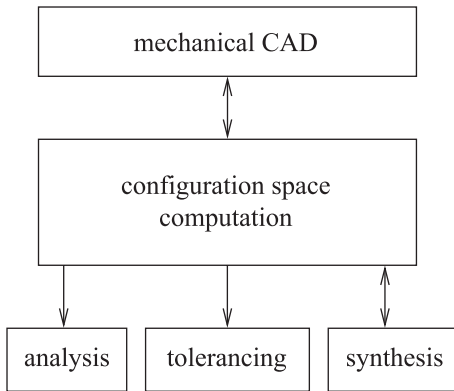 mechanical CAD
configuration space
computation
analysis
tolerancing
synthesis